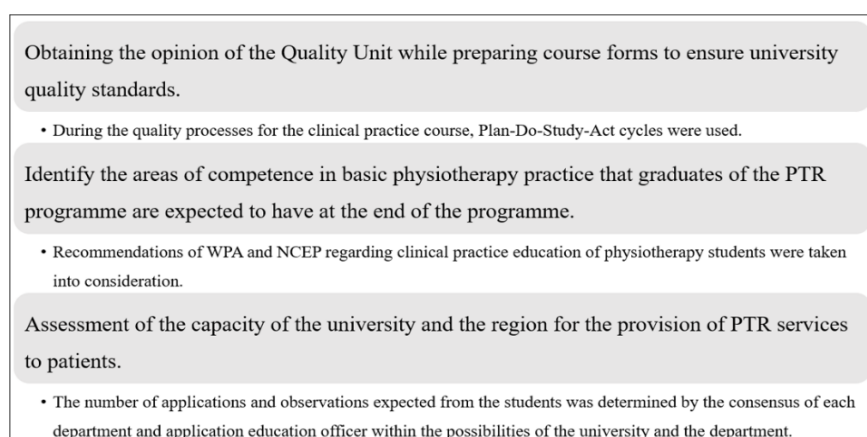 Obtaining the opinion of the Quality Unit while preparing course forms to ensure university
quality standards.
• During the quality processes for the clinical practice course, Plan-Do-Study-Act cycles were used.
Identify the areas of competence in basic physiotherapy practice that graduates of the PTR
programme are expected to have at the end of the programme.
• Recommendations of WPA and NCEP regarding clinical practice education of physiotherapy students were taken
into consideration.
Assessment of the capacity of the university and the region for the provision of PTR services
to patients.
• The number of applications and observations expected from the students was determined by the consensus of each
department and application education officer within the possibilities of the university and the department.